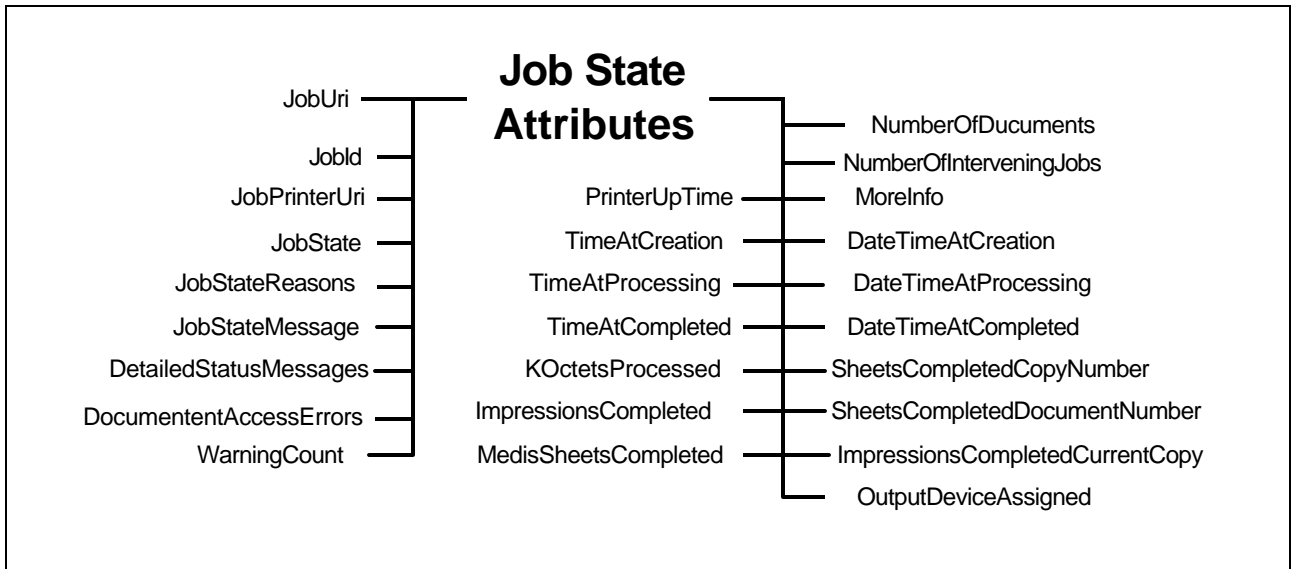 Job State
Attributes
JobUri
JobId
JobPrinterUri
JobState
JobStateReasons
JobStateMessage
DetailedStatusMessages
DocumententAccessErrors
WarningCount
PrinterUpTime
TimeAtCreation
TimeAtProcessing
TimeAtCompleted
KOctetsProcessed
ImpressionsCompleted
MedisSheetsCompleted
NumberOfDucuments
NumberOfInterveningJobs
MoreInfo
DateTimeAtCreation
DateTimeAtProcessing
DateTimeAtCompleted
SheetsCompletedCopyNumber
SheetsCompletedDocumentNumber
ImpressionsCompletedCurrentCopy
OutputDeviceAssigned